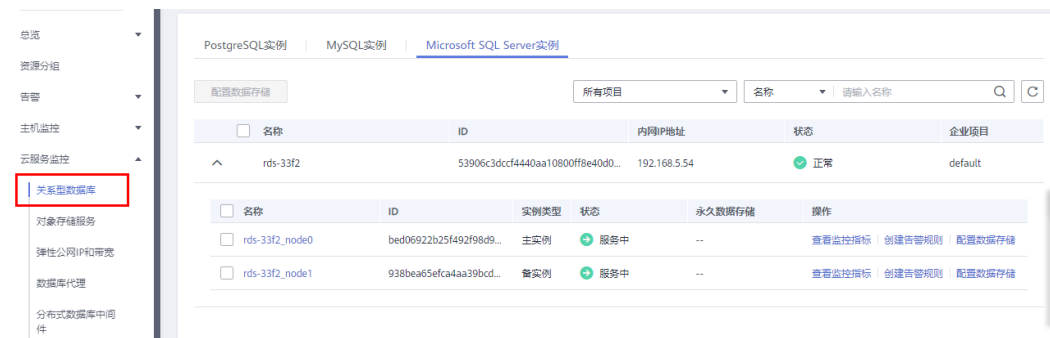 总览
资源分组
告警
主机监控
云服务监控
关系型数据库
对象存储服务
弹性公网IP和带宽
数据库代理
分布式数据库中间
件
PostgreSQL实例 MySQL实例 Microsoft SQL Server实例
配置数据存储 所有项目 名称 请输入名称
名称 ID 内网IP地址 状态 企业项目
rds-33f2 53906c3dccf4440aa10800ff8e40d0... 192.168.5.54 正常 default
名称 ID 实例类型 状态 永久数据存储 操作
rds-33f2_node0 bed06922b25f492f98d9... 主实例 服务中 -- 查看监控指标 创建告警规则 配置数据存储
rds-33f2_node1 938bea65efca4aa39bcd... 备实例 服务中 -- 查看监控指标 创建告警规则 配置数据存储